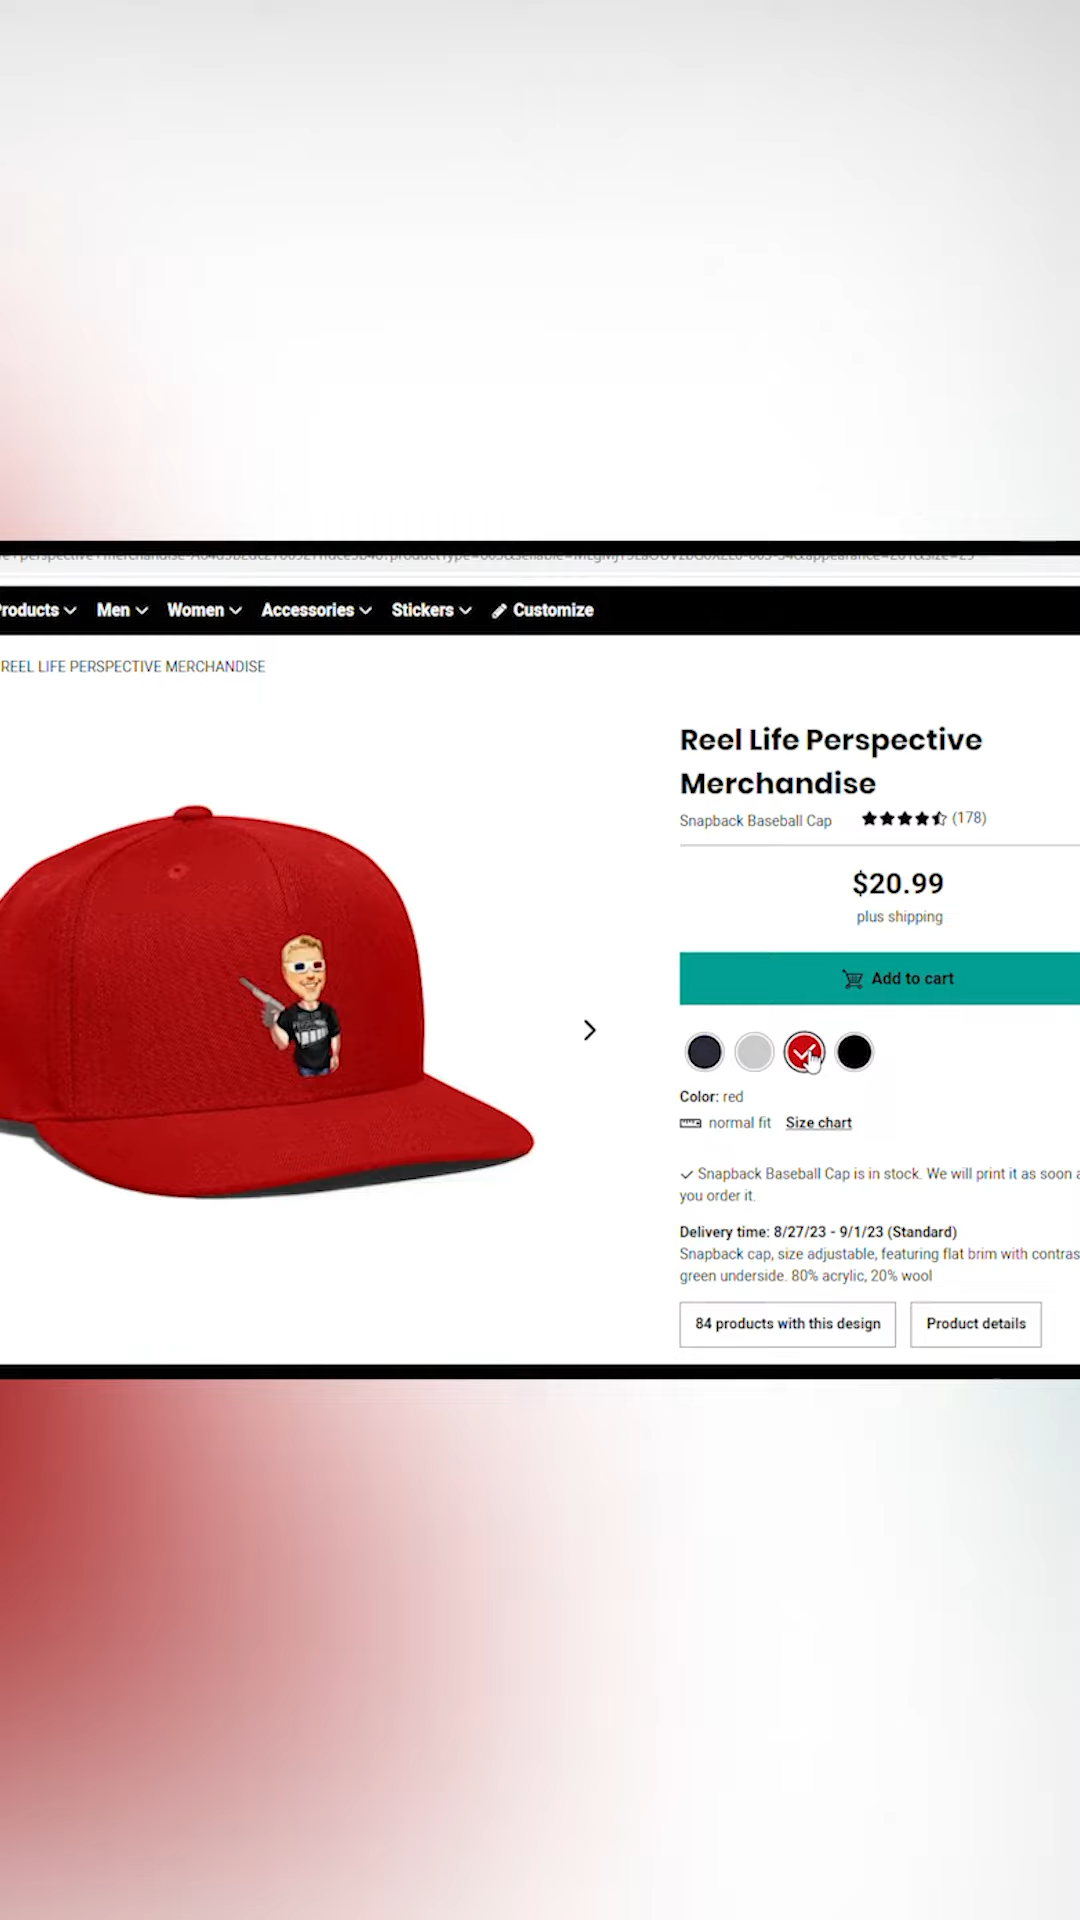 Products
Men
Women
Accessories
Stickers
Customize
REEL LIFE PERSPECTIVE MERCHANDISE
Reel Life Perspective
Merchandise
Snapback Baseball Cap (178)
$20.99
plus shipping
Add to cart
Color: red
normal fit Size chart
Snapback Baseball Cap is in stock. We will print it as soon
you order it.
Delivery time: 8/27/23 - 9/1/23 (Standard)
Snapback cap, size adjustable, featuring flat brim with contras
green underside. 80% acrylic, 20% wool
84 products with this design
Product details